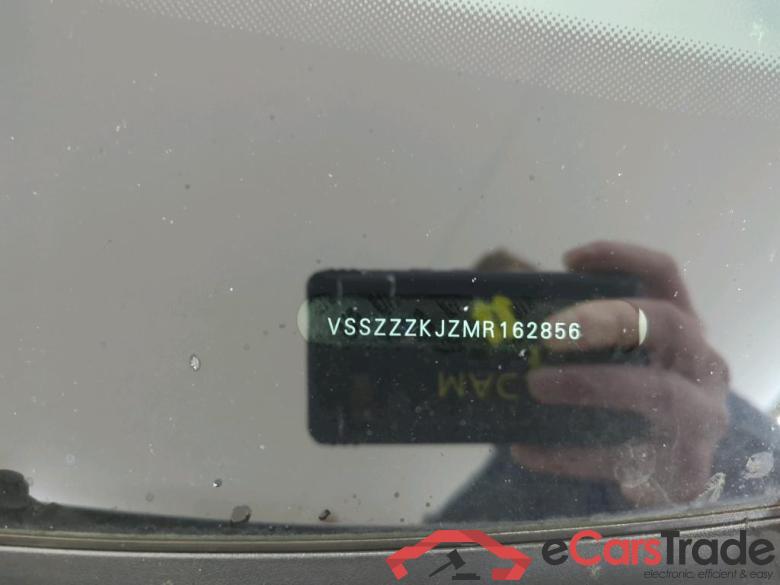 VSSZZZKJZMR162856
eCarsTrade
electronic, efficient & easy